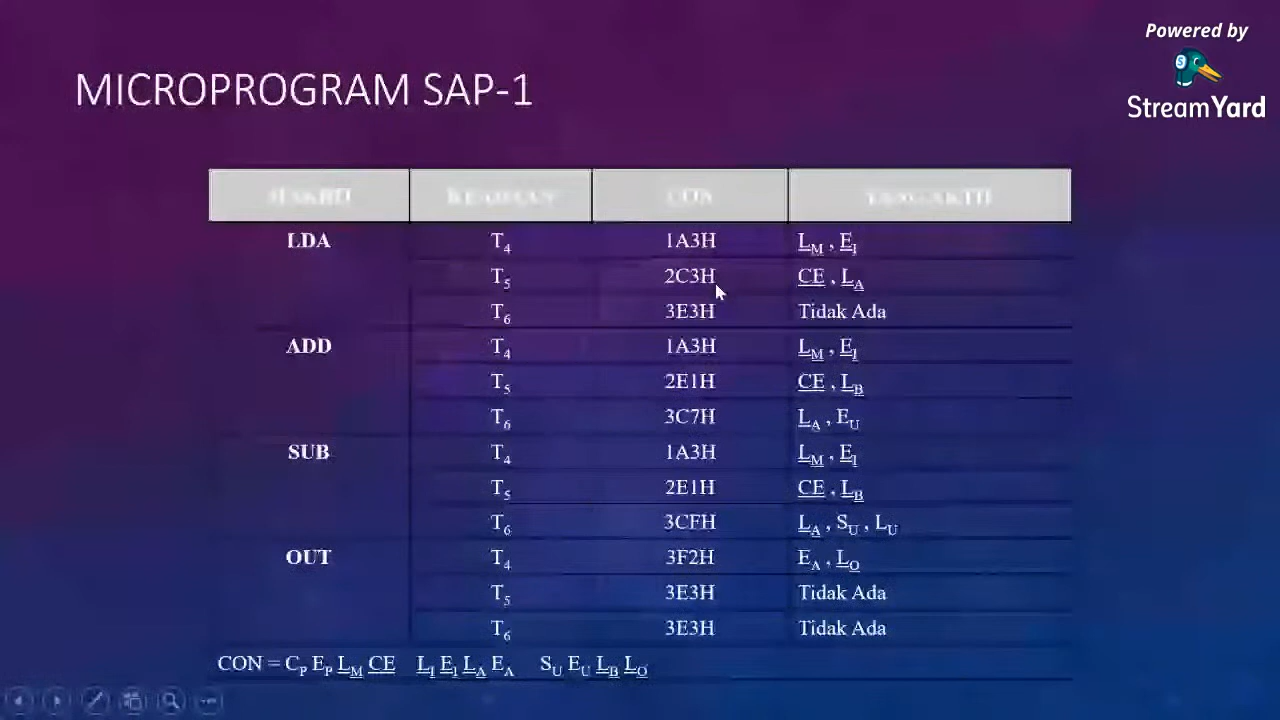 Powered by
StreamYard
MICROPROGRAM SAP-1
CON
LDA T4 1A3H LM , EI
T5 2C3H CE , LA
T6 3E3H Tidak Ada
ADD T4 1A3H LM , EI
T5 2E1H CE , LB
T6 3C7H LA , EU
SUB T4 1A3H LM , EI
T5 2E1H CE , LB
T6 3CFH LA , SU , LU
OUT T4 3F2H EA , LO
T5 3E3H Tidak Ada
T6 3E3H Tidak Ada
CON = CP EP LM CE LI EI LA EA SU EU LB LO